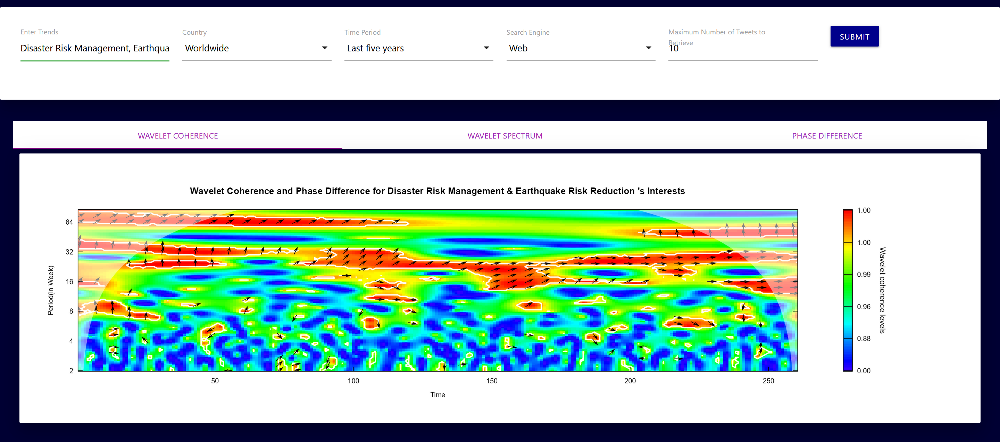 Enter Trends
Country
Time Period
Search Engine
Maximum Number of Tweets to
Retrieve
Disaster Risk Management, Earthqua
Worldwide
Last five years
Web
10
SUBMIT
WAVELET COHERENCE
WAVELET SPECTRUM
PHASE DIFFERENCE
Wavelet Coherence and Phase Difference for Disaster Risk Management & Earthquake Risk Reduction 's Interests
Period(in Week)
64
32
16
8
4
2
50
100
150
200
250
Time
1.00
1.00
0.99
0.96
0.88
0.00
Wavelet coherence levels